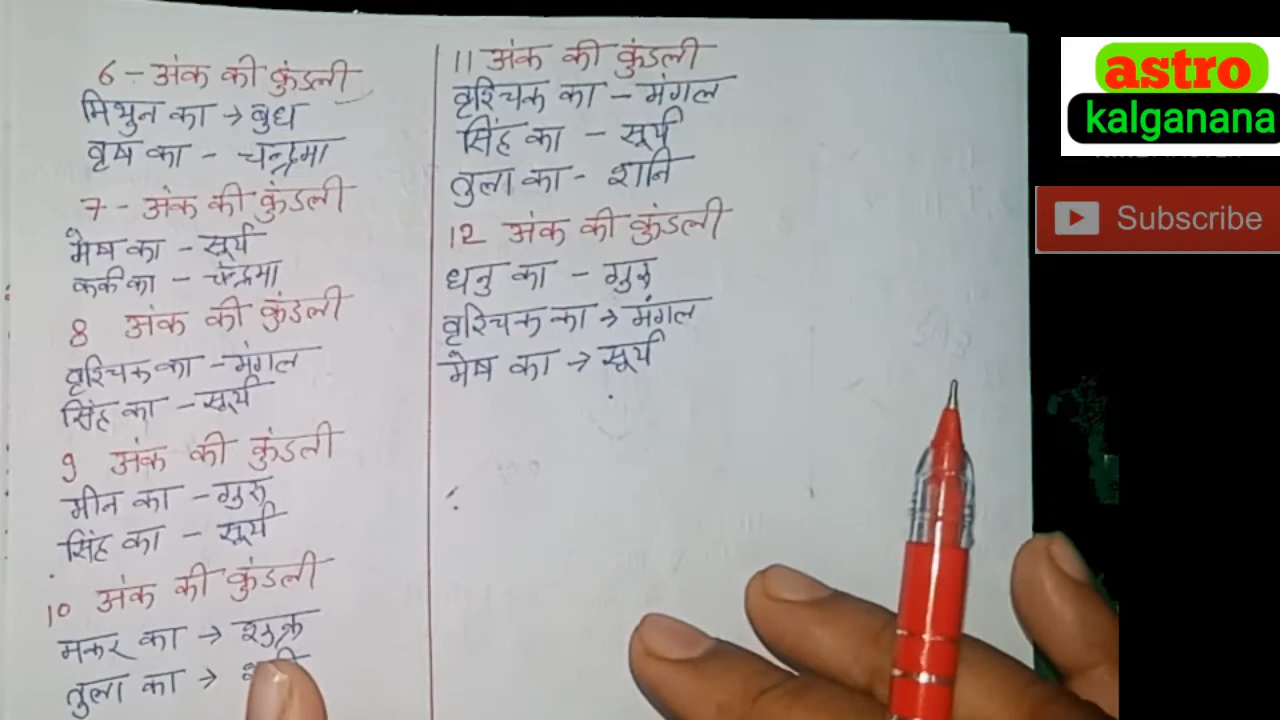 6 - अंक की कुंडली
मिथुन का → बुध
वृष का - चन्द्रमा
7 - अंक की कुंडली
मेष का - सूर्य
कर्क का - चन्द्रमा
8 अंक की कुंडली
वृश्चिक का - मंगल
सिंह का - सूर्य
9 अंक की कुंडली
मीन का - गुरु
सिंह का - सूर्य
10 अंक की कुंडली
मकर का → शुक्र
तुला का →
11 अंक की कुंडली
वृश्चिक का - मंगल
सिंह का - सूर्य
तुला का - शनि
12 अंक की कुंडली
धनु का - गुरु
वृश्चिक का → मंगल
मेष का → सूर्य
astro
kalganana
Subscribe